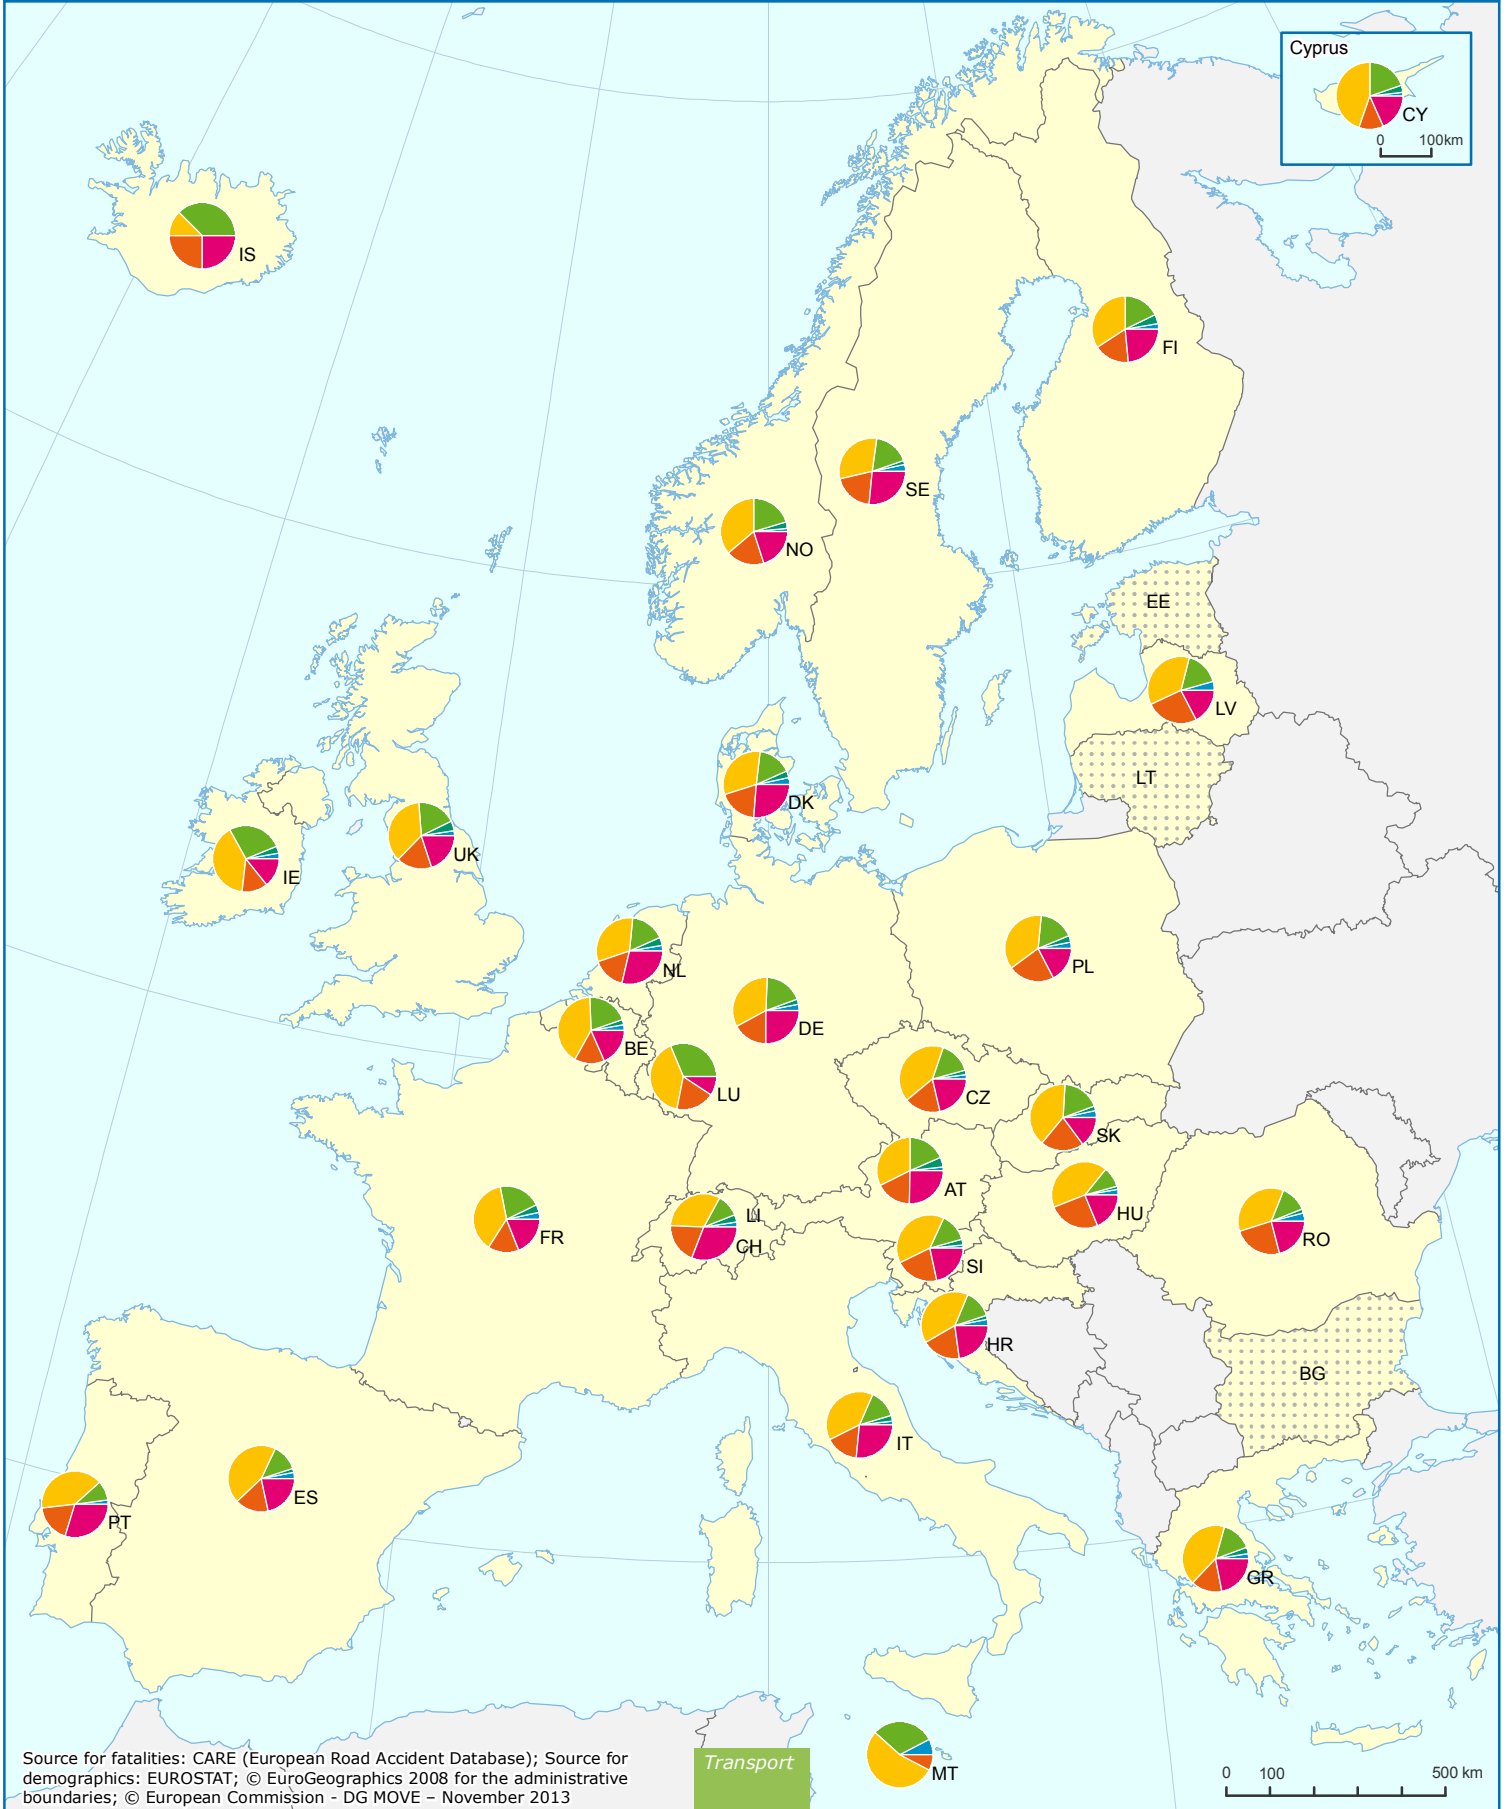 Cyprus
CY
0 100km
IS
FI
SE
NO
EE
LV
LT
DK
UK
IE
NL
PL
DE
BE
LU
CZ
SK
AT
HU
LI
CH
FR
RO
SI
HR
BG
IT
ES
PT
GR
MT
Source for fatalities: CARE (European Road Accident Database); Source for
demographics: EUROSTAT; © EuroGeographics 2008 for the administrative
boundaries; © European Commission - DG MOVE – November 2013
Transport
0 100 500 km